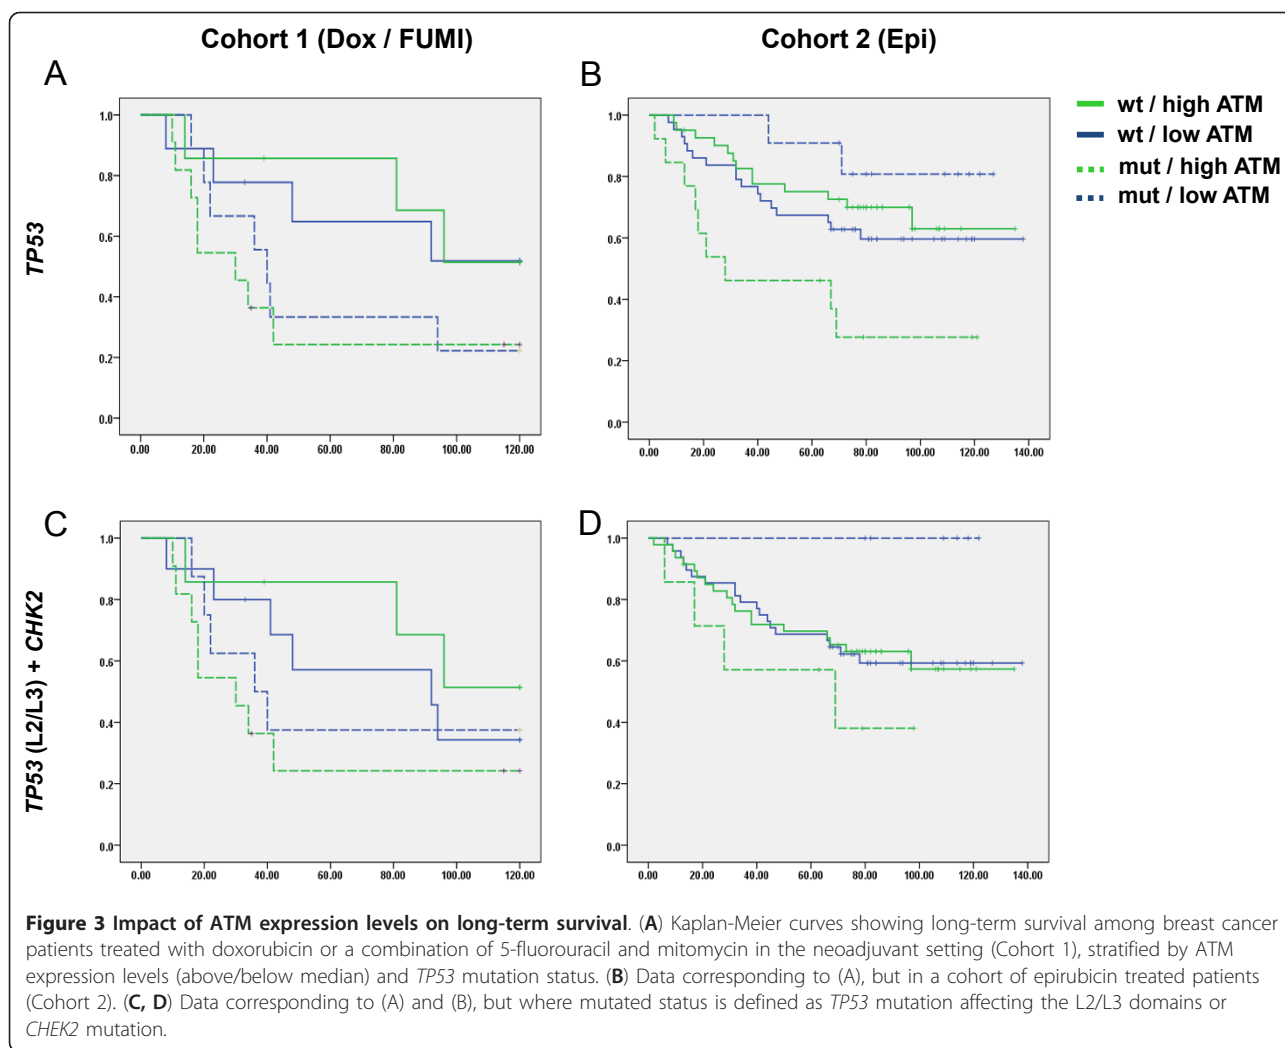 Cohort 1 (Dox / FUMI)
Cohort 2 (Epi)
A
B
wt / high ATM
wt / low ATM
mut / high ATM
mut / low ATM
TP53
1.0
0.8
0.6
0.4
0.2
0.0
0.00 20.00 40.00 60.00 80.00 100.00 120.00
1.0
0.8
0.6
0.4
0.2
0.0
0.00 20.00 40.00 60.00 80.00 100.00 120.00 140.00
C
D
TP53 (L2/L3) + CHK2
1.0
0.8
0.6
0.4
0.2
0.0
0.00 20.00 40.00 60.00 80.00 100.00 120.00
1.0
0.8
0.6
0.4
0.2
0.0
0.00 20.00 40.00 60.00 80.00 100.00 120.00 140.00
Figure 3 Impact of ATM expression levels on long-term survival. (A) Kaplan-Meier curves showing long-term survival among breast cancer
patients treated with doxorubicin or a combination of 5-fluorouracil and mitomycin in the neoadjuvant setting (Cohort 1), stratified by ATM
expression levels (above/below median) and TP53 mutation status. (B) Data corresponding to (A), but in a cohort of epirubicin treated patients
(Cohort 2). (C, D) Data corresponding to (A) and (B), but where mutated status is defined as TP53 mutation affecting the L2/L3 domains or
CHEK2 mutation.